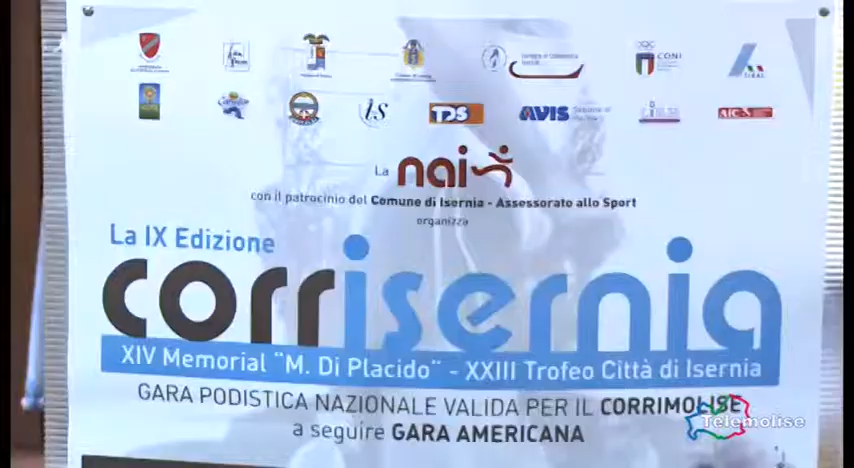 CONI
TDS
AVIS
La nai
con il patrocinio del Comune di Isernia - Assessorato allo Sport
organizza
La IX Edizione
corrisernia
XIV Memorial "M. Di Placido" - XXIII Trofeo Città di Isernia
GARA PODISTICA NAZIONALE VALIDA PER IL CORRIMOLISE
a seguire GARA AMERICANA
Telemolise